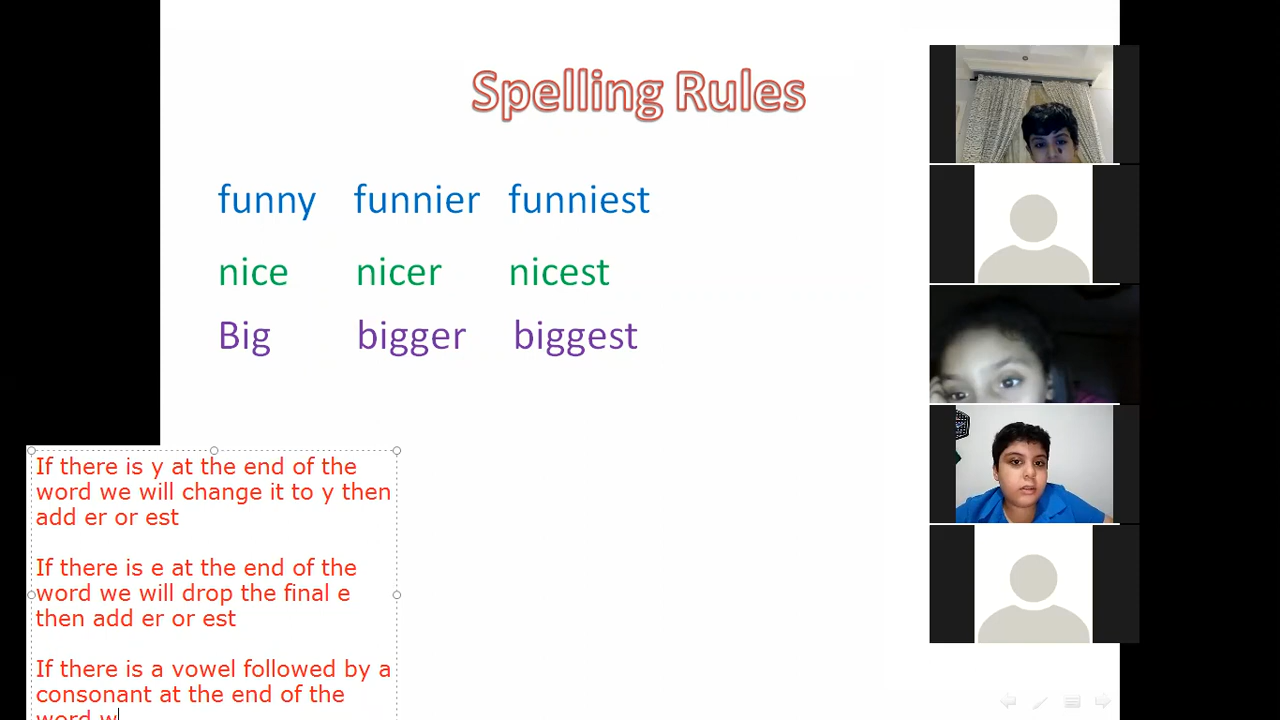 Spelling Rules
funny funnier funniest
nice nicer nicest
Big bigger biggest
If there is y at the end of the
word we will change it to y then
add er or est
If there is e at the end of the
word we will drop the final e
then add er or est
If there is a vowel followed by a
consonant at the end of the
word w